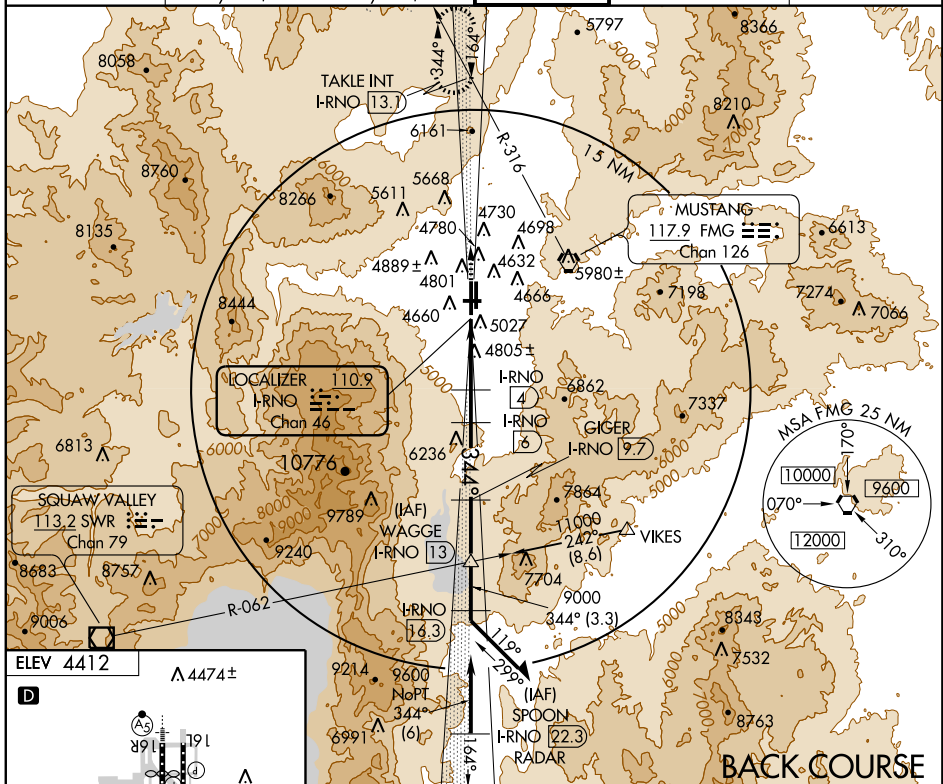 344°
164°
5797
8366
8058
TAKLE INT
I-RNO 13.1
8210
6161
R-316
15 NM
5000
6000
8760
6000
8266
5611
5668
4730
4780
4698
MUSTANG
117.9 FMG
Chan 126
6613
8135
4889±
4632
5980±
4801
4666
7198
7274
7066
8444
4660
5027
4805±
5000
LOCALIZER 110.9
I-RNO
Chan 46
I-RNO
4
6862
I-RNO
6
7337
GIGER
I-RNO 9.7
MSA FMG 25 NM
170°
10000
9600
070°
310°
12000
6813
6000
6236
344°
10776
SQUAW VALLEY
113.2 SWR
Chan 79
9789
(IAF)
WAGGE
I-RNO 13
7864
11000
242°
(8.6)
VIKES
7704
9240
8683
8757
9000
344° (3.3)
R-062
I-RNO
16.3
9006
119°
299°
8343
7532
ELEV 4412
D
4474±
9214
9600
NoPT
344°
(6)
(IAF)
SPOON
I-RNO 22.3
RADAR
6991
8763
A5
16R
16L
P
164°
BACK COURSE